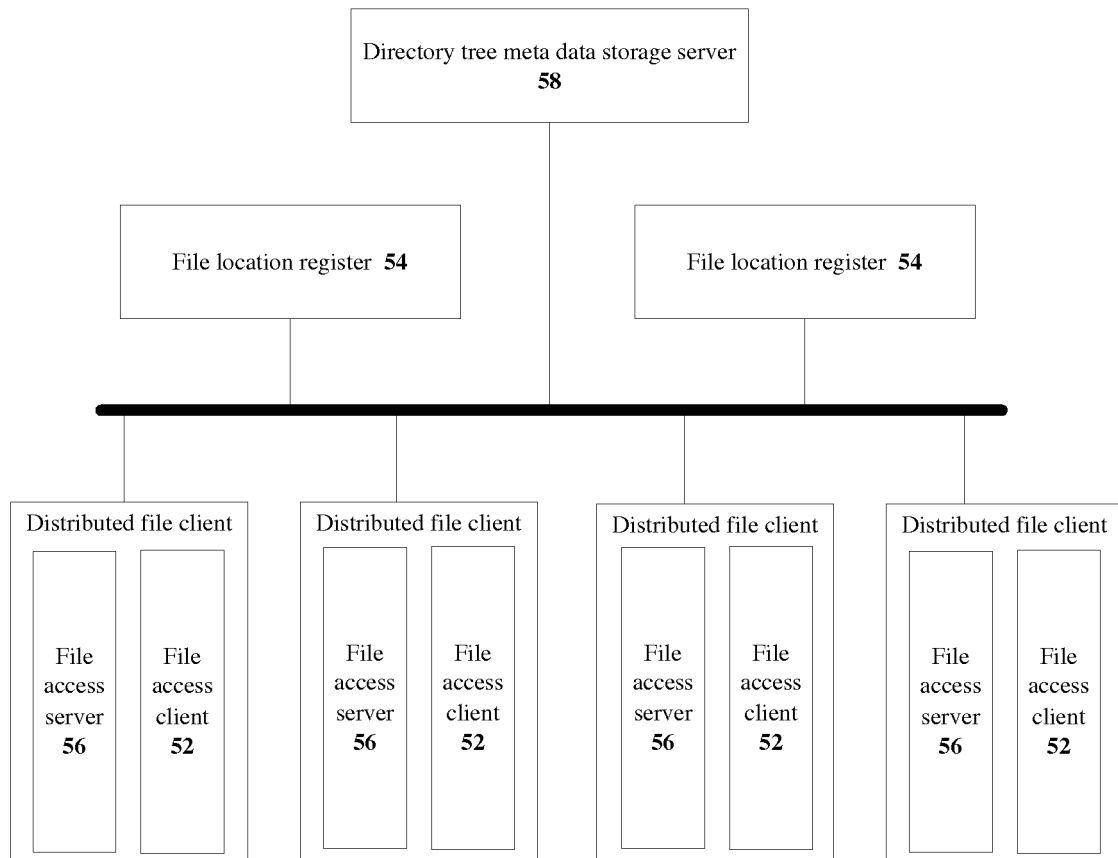 Directory tree meta data storage server
58
File location register 54
File location register 54
Distributed file client
File
access
server
56
File
access
client
52
Distributed file client
File
access
server
56
File
access
client
52
Distributed file client
File
access
server
56
File
access
client
52
Distributed file client
File
access
server
56
File
access
client
52